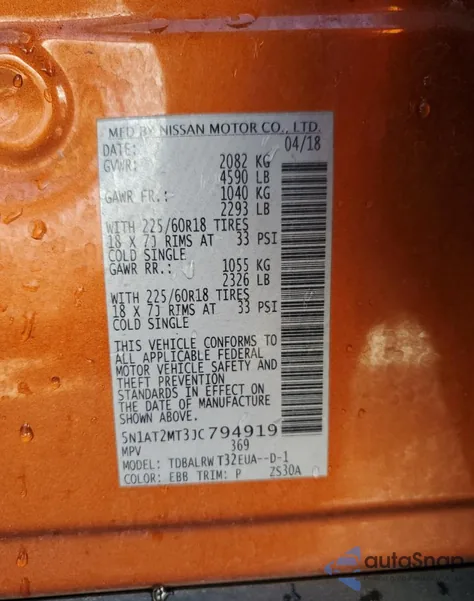 MFD BY NISSAN MOTOR CO., LTD.
DATE: 04/18
GVWR: 2082 KG
4590 LB
GAWR FR.: 1040 KG
2293 LB
WITH 225/60R18 TIRES
18 X 7J RIMS AT 33 PSI
COLD SINGLE
GAWR RR.: 1055 KG
2326 LB
WITH 225/60R18 TIRES
18 X 7J RIMS AT 33 PSI
COLD SINGLE
THIS VEHICLE CONFORMS TO
ALL APPLICABLE FEDERAL
MOTOR VEHICLE SAFETY AND
THEFT PREVENTION
STANDARDS IN EFFECT ON
THE DATE OF MANUFACTURE
SHOWN ABOVE.
5N1AT2MT3JC794919
MPV 369
MODEL: TDBALRW T32EUA--D-1
COLOR: EBB TRIM: P ZS30A
autoSnap